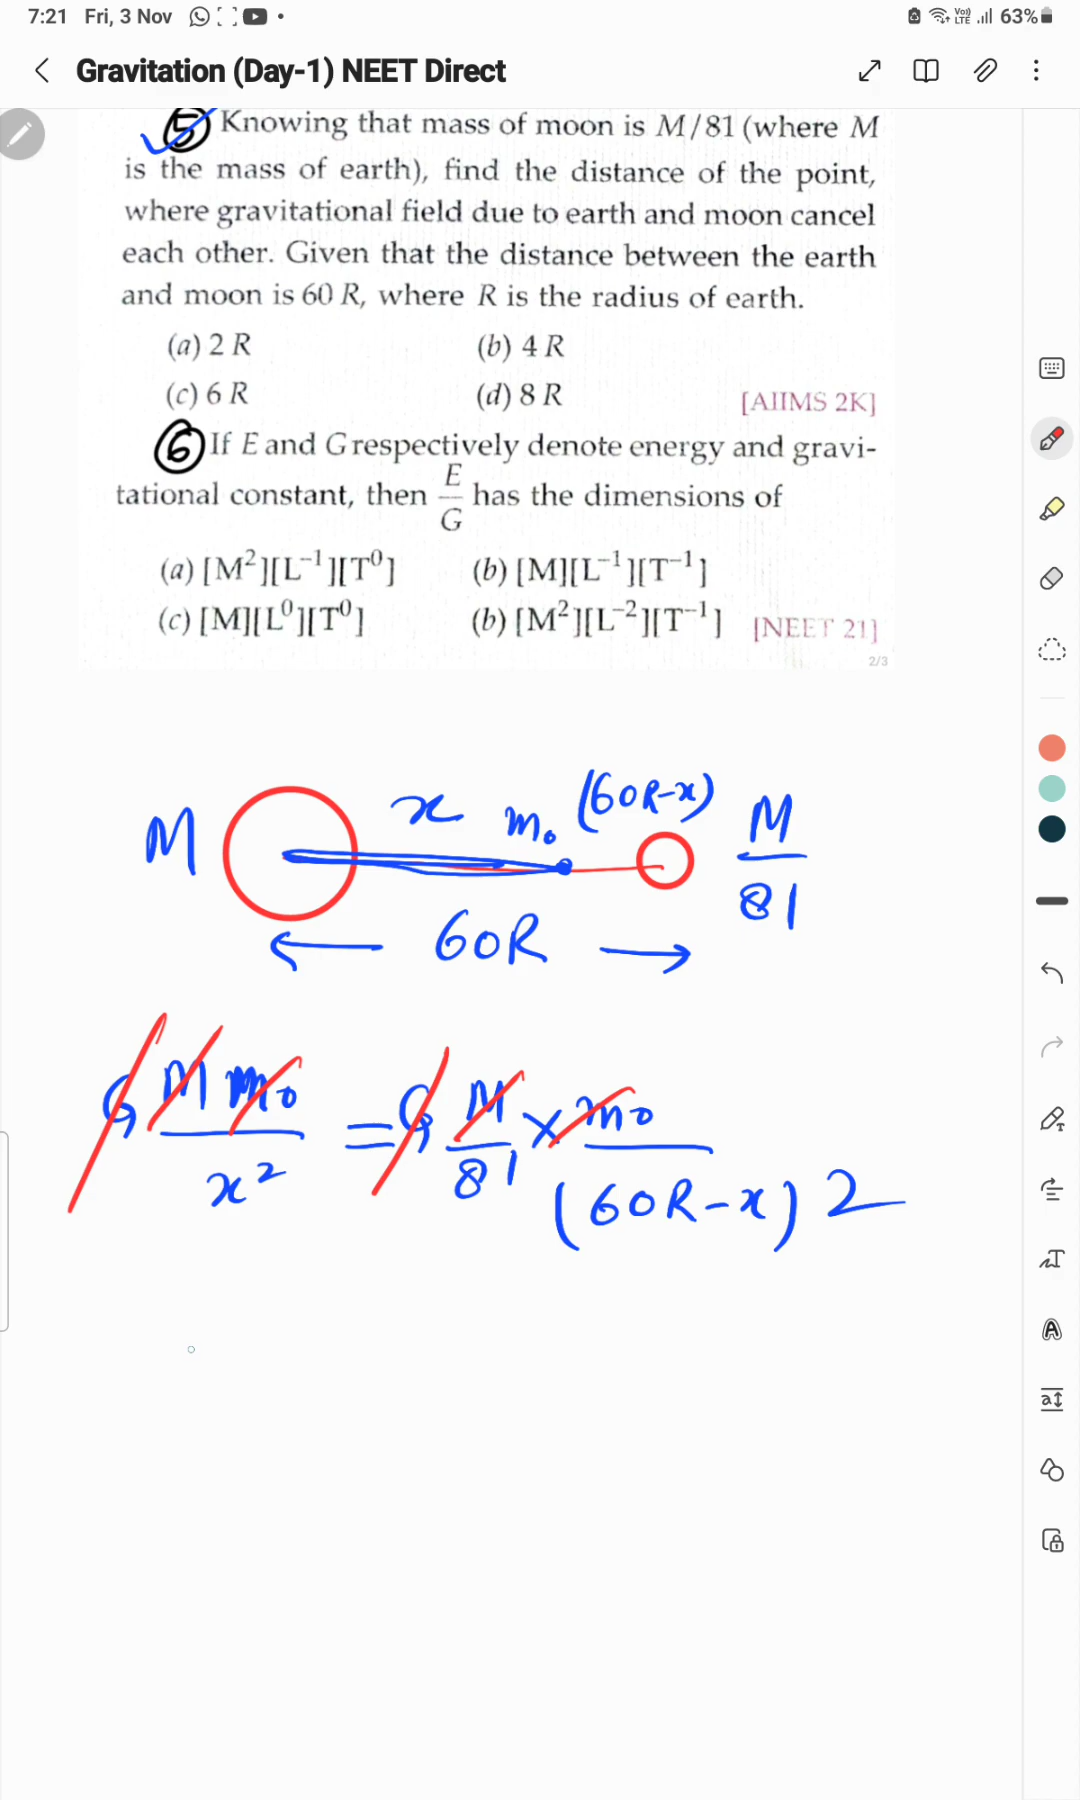 7:21 Fri, 3 Nov
Vo)) LTE 63%
Gravitation (Day-1) NEET Direct
5 Knowing that mass of moon is M/81 (where M
is the mass of earth), find the distance of the point,
where gravitational field due to earth and moon cancel
each other. Given that the distance between the earth
and moon is 60 R, where R is the radius of earth.
(a) 2 R (b) 4 R
(c) 6 R (d) 8 R [AIIMS 2K]
6 If E and G respectively denote energy and gravi-
tational constant, then E/G has the dimensions of
(a) [M²][L⁻¹][T⁰] (b) [M][L⁻¹][T⁻¹]
(c) [M][L⁰][T⁰] (b) [M²][L⁻²][T⁻¹] [NEET 21]
2/3
M x m₀ (60R-x) M/81
← 60R →
G M m₀ / x² = G M/81 × m₀ / (60R-x)2